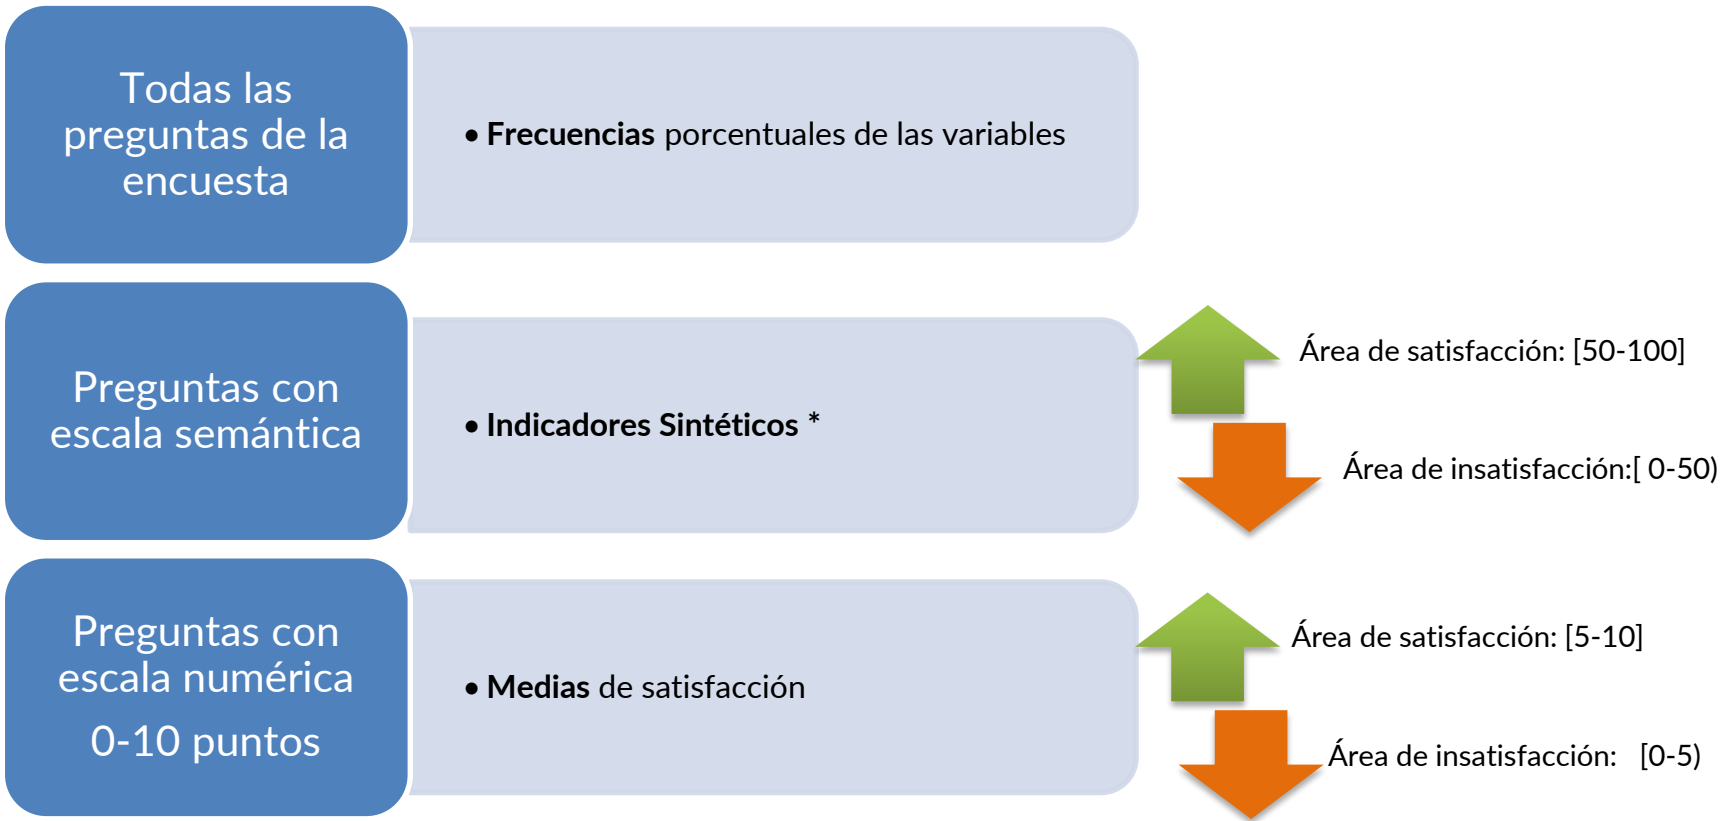 Todas las
preguntas de la
encuesta
• Frecuencias porcentuales de las variables
Preguntas con
escala semántica
• Indicadores Sintéticos *
Área de satisfacción: [50-100]
Área de insatisfacción:[ 0-50)
Preguntas con
escala numérica
0-10 puntos
• Medias de satisfacción
Área de satisfacción: [5-10]
Área de insatisfacción: [0-5)